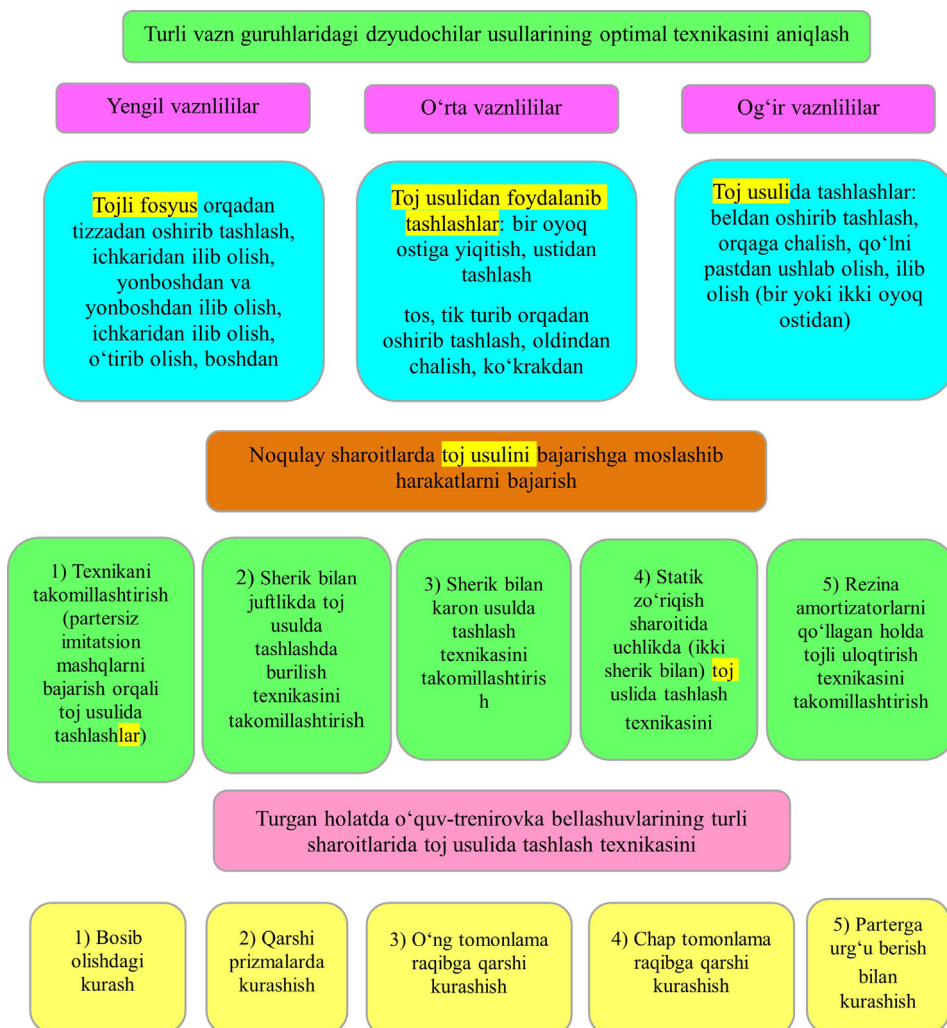 Turli vazn guruhlaridagi dzyudochilar usullarining optimal texnikasini aniqlash
Yengil vaznlililar
O‘rta vaznlililar
Og‘ir vaznlililar
Tojli fosyus orqadan
tizzadan oshirib tashlash,
ichkaridan ilib olish,
yonboshdan va
yonboshdan ilib olish,
ichkaridan ilib olish,
o‘tirib olish, boshdan
Toj usulidan foydalanib
tashlashlar: bir oyoq
ostiga yiqitish, ustidan
tashlash
tos, tik turib orqadan
oshirib tashlash, oldindan
chalish, ko‘krakdan
Toj usulida tashlashlar:
beldan oshirib tashlash,
orqaga chalish, qo‘lni
pastdan ushlab olish, ilib
olish (bir yoki ikki oyoq
ostidan)
Noqulay sharoitlarda toj usulini bajarishga moslashib
harakatlarni bajarish
1) Texnikani
takomillashtirish
(partersiz
imitatsion
mashqlarni
bajarish orqali
toj usulida
tashlashlar)
2) Sherik bilan
juftlikda toj
usulda
tashlashda
burilish
texnikasini
takomillashtirish
3) Sherik bilan
karon usulda
tashlash
texnikasini
takomillashtiris
h
4) Statik
zo‘riqish
sharoitida
uchlikda (ikki
sherik bilan) toj
uslida tashlash
texnikasini
5) Rezina
amortizatorlarni
qo‘llagan holda
tojli uloqtirish
texnikasini
takomillashtirish
Turgan holatda o‘quv-trenirovka bellashuvlarining turli
sharoitlarida toj usulida tashlash texnikasini
1) Bosib
olishdagi
kurash
2) Qarshi
prizmalarda
kurashish
3) O‘ng tomonlama
raqibga qarshi
kurashish
4) Chap tomonlama
raqibga qarshi
kurashish
5) Parterga
urg‘u berish
bilan
kurashish